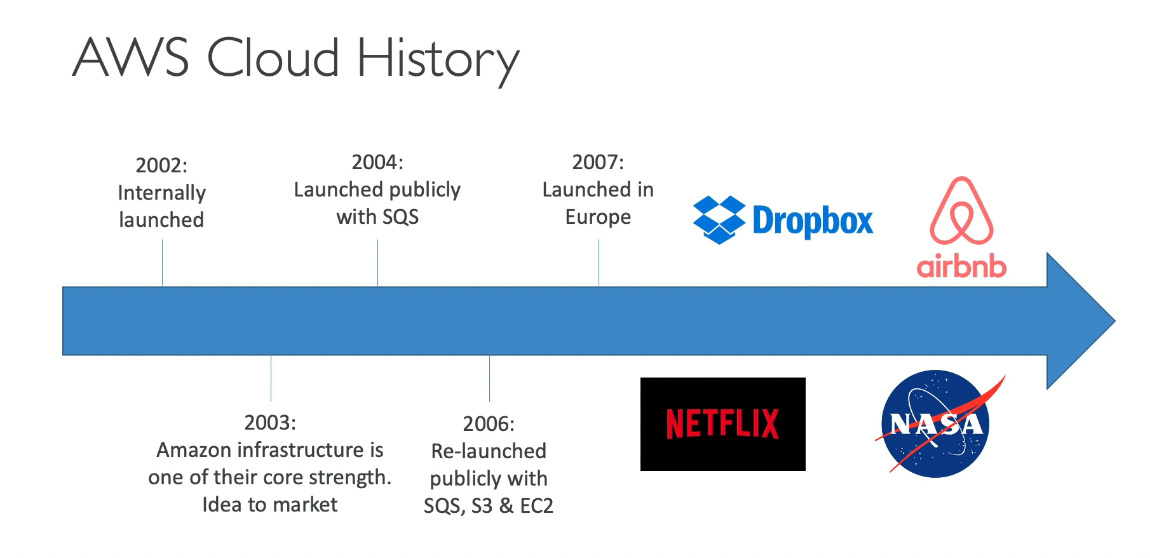 AWS Cloud History
2002:
Internally
launched
2004:
Launched publicly
with SQS
2007:
Launched in
Europe
Dropbox
airbnb
2003:
Amazon infrastructure is
one of their core strength.
Idea to market
2006:
Re-launched
publicly with
SQS, S3 & EC2
NETFLIX
NASA